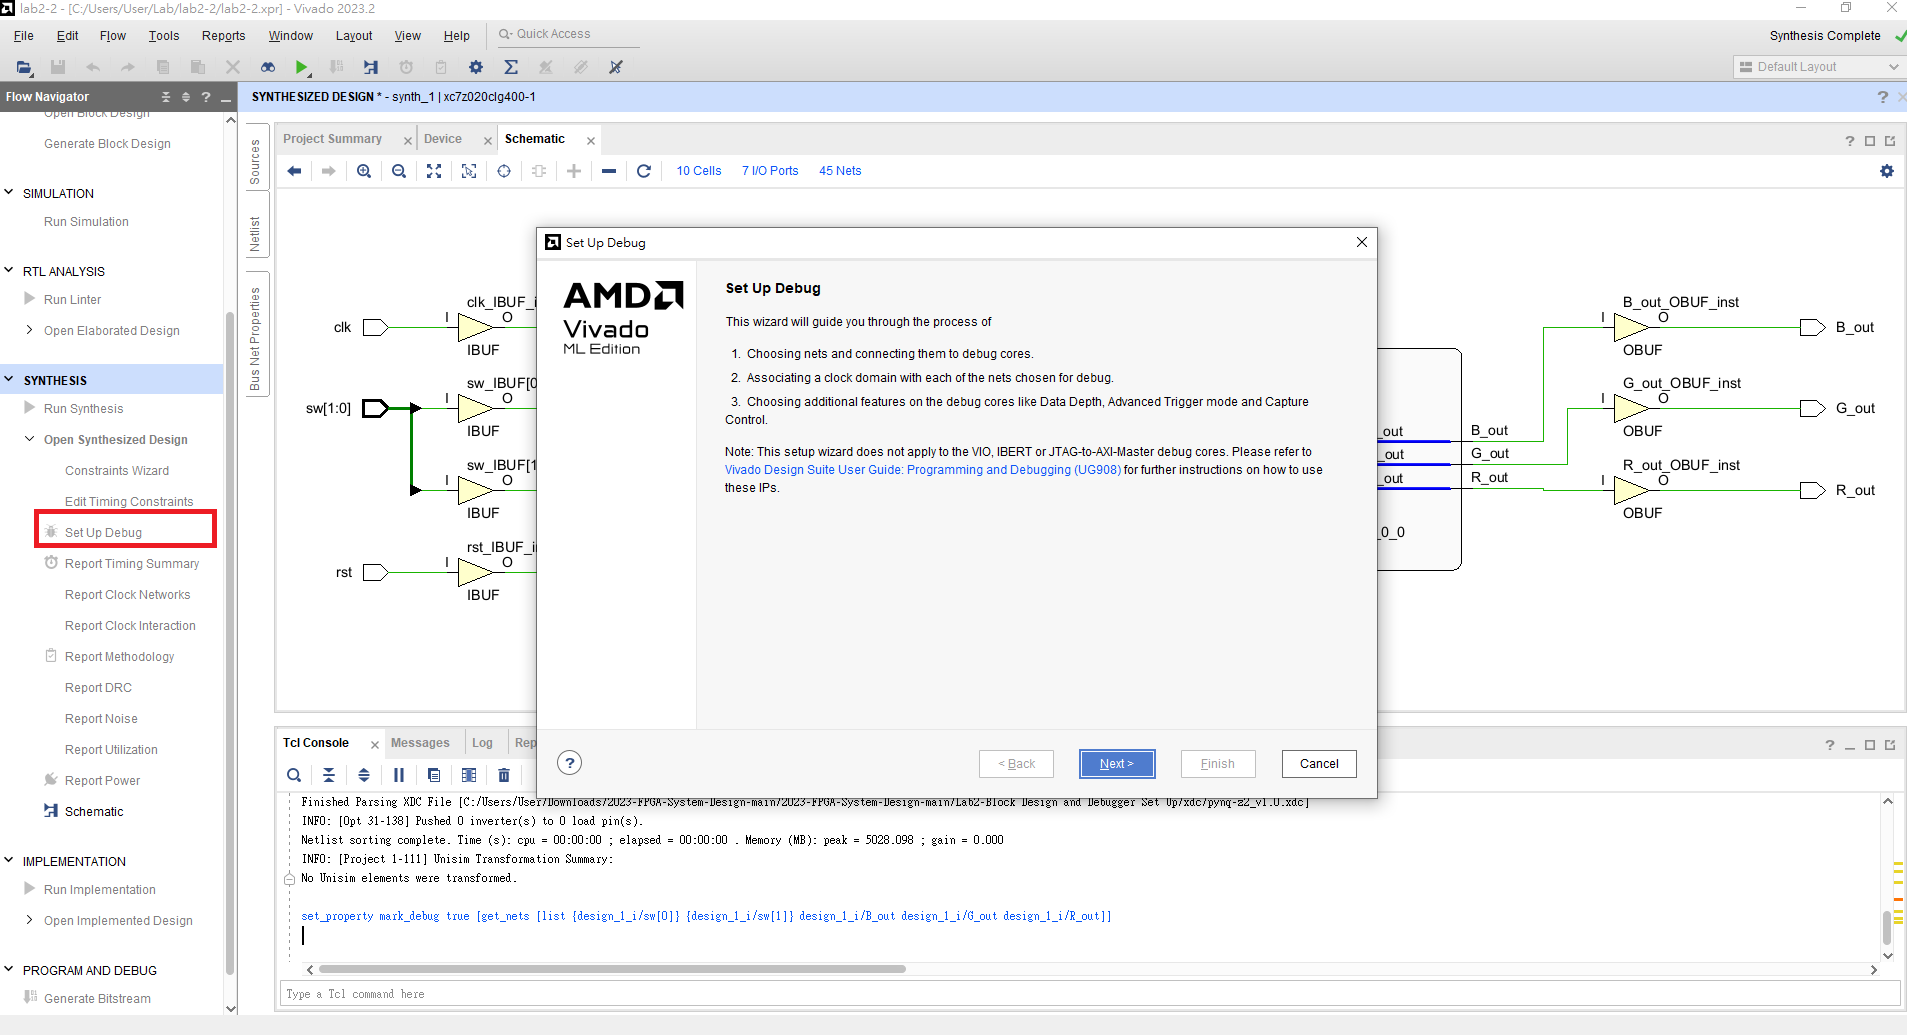 lab2-2 - [C:/Users/User/Lab/lab2-2/lab2-2.xpr] - Vivado 2023.2
File Edit Flow Tools Reports Window Layout View Help Quick Access
Synthesis Complete
Default Layout
Flow Navigator
SYNTHESIZED DESIGN * - synth_1 | xc7z020clg400-1
Open Block Design
Generate Block Design
SIMULATION
Run Simulation
RTL ANALYSIS
Run Linter
Open Elaborated Design
SYNTHESIS
Run Synthesis
Open Synthesized Design
Constraints Wizard
Edit Timing Constraints
Set Up Debug
Report Timing Summary
Report Clock Networks
Report Clock Interaction
Report Methodology
Report DRC
Report Noise
Report Utilization
Report Power
Schematic
IMPLEMENTATION
Run Implementation
Open Implemented Design
PROGRAM AND DEBUG
Generate Bitstream
Sources
Netlist
Bus Net Properties
Project Summary Device Schematic
10 Cells 7 I/O Ports 45 Nets
clk
clk_IBUF_i
I O
IBUF
sw[1:0]
sw_IBUF[0
I O
IBUF
sw_IBUF[1
I O
IBUF
rst
rst_IBUF_i
I O
IBUF
Set Up Debug
AMD
Vivado
ML Edition
Set Up Debug
This wizard will guide you through the process of
1. Choosing nets and connecting them to debug cores.
2. Associating a clock domain with each of the nets chosen for debug.
3. Choosing additional features on the debug cores like Data Depth, Advanced Trigger mode and Capture
Control.
Note: This setup wizard does not apply to the VIO, IBERT or JTAG-to-AXI-Master debug cores. Please refer to
Vivado Design Suite User Guide: Programming and Debugging (UG908) for further instructions on how to use
these IPs.
?
< Back Next > Finish Cancel
_out B_out
_out G_out
_out R_out
_0_0
B_out_OBUF_inst
I O
OBUF
B_out
G_out_OBUF_inst
I O
OBUF
G_out
R_out_OBUF_inst
I O
OBUF
R_out
Tcl Console Messages Log Rep
Finished Parsing XDC File [C:/Users/User/Downloads/2023-FPGA-System-Design-main/2023-FPGA-System-Design-main/Lab2-Block Design and Debugger Set Up/xdc/pynq-z2_v1.0.xdc]
INFO: [Opt 31-138] Pushed 0 inverter(s) to 0 load pin(s).
Netlist sorting complete. Time (s): cpu = 00:00:00 ; elapsed = 00:00:00 . Memory (MB): peak = 5028.098 ; gain = 0.000
INFO: [Project 1-111] Unisim Transformation Summary:
No Unisim elements were transformed.
set_property mark_debug true [get_nets [list {design_1_i/sw[0]} {design_1_i/sw[1]} design_1_i/B_out design_1_i/G_out design_1_i/R_out]]
Type a Tcl command here